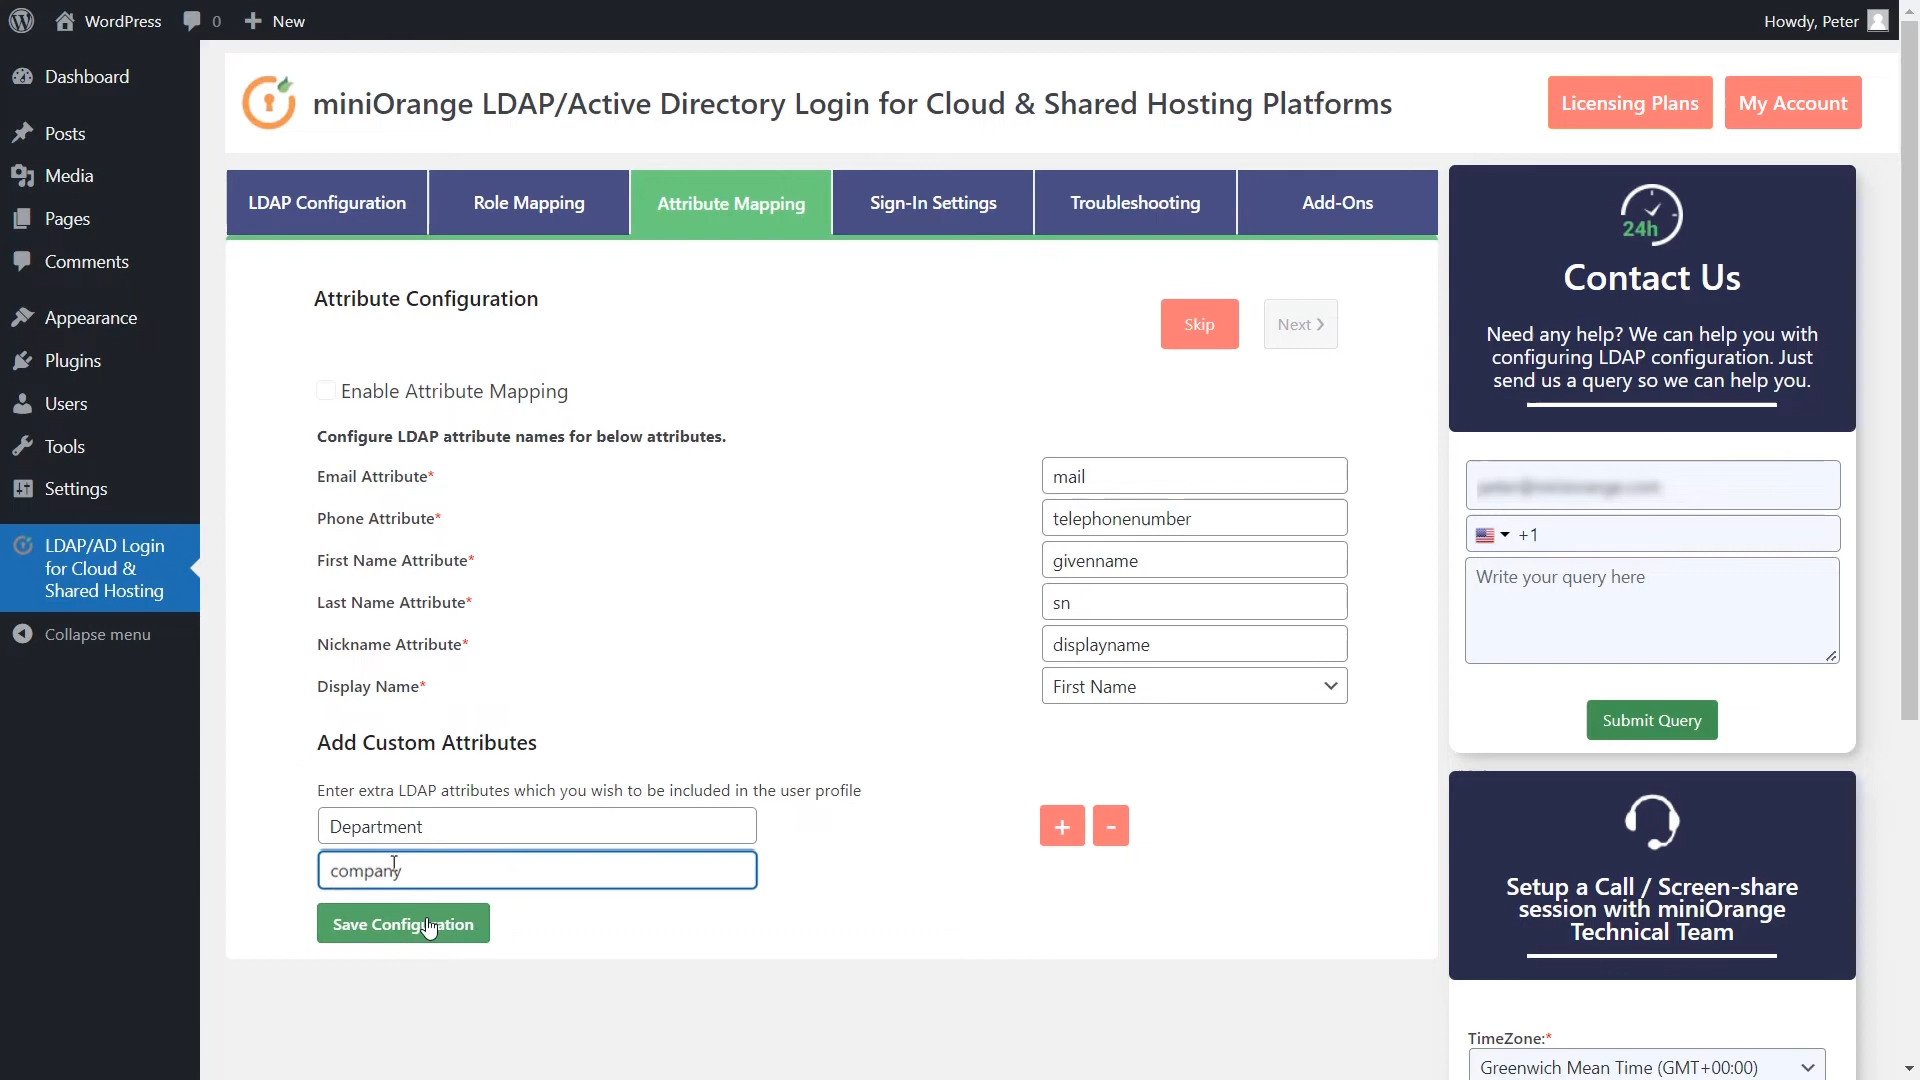 WordPress
0
New
Howdy, Peter
Dashboard
Posts
Media
Pages
Comments
Appearance
Plugins
Users
Tools
Settings
LDAP/AD Login
for Cloud &
Shared Hosting
Collapse menu
miniOrange LDAP/Active Directory Login for Cloud & Shared Hosting Platforms
Licensing Plans
My Account
LDAP Configuration
Role Mapping
Attribute Mapping
Sign-In Settings
Troubleshooting
Add-Ons
Attribute Configuration
Skip
Next ❯
Enable Attribute Mapping
Configure LDAP attribute names for below attributes.
Email Attribute*
mail
Phone Attribute*
telephonenumber
First Name Attribute*
givenname
Last Name Attribute*
sn
Nickname Attribute*
displayname
Display Name*
First Name
Add Custom Attributes
Enter extra LDAP attributes which you wish to be included in the user profile
Department
+
-
company
Save Configuration
24h
Contact Us
Need any help? We can help you with
configuring LDAP configuration. Just
send us a query so we can help you.
+1
Write your query here
Submit Query
Setup a Call / Screen-share
session with miniOrange
Technical Team
TimeZone:*
Greenwich Mean Time (GMT+00:00)